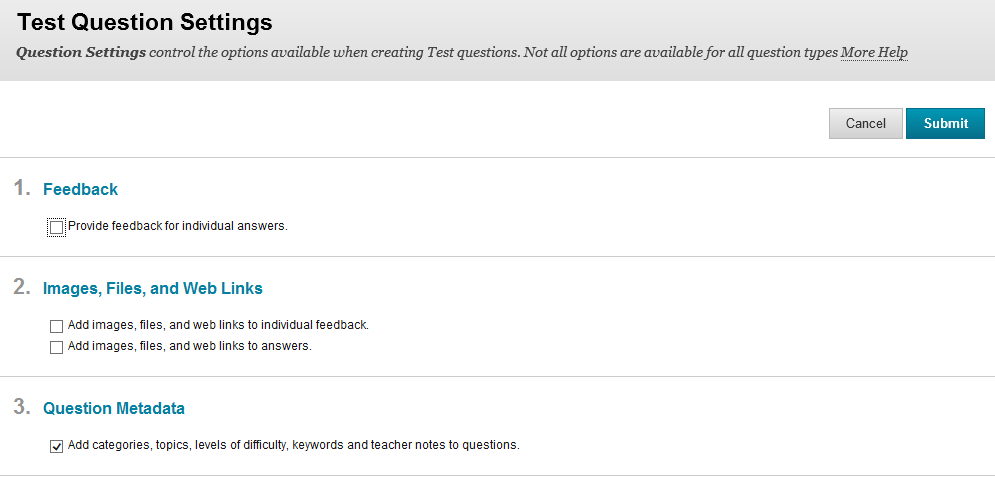 Test Question Settings
Question Settings control the options available when creating Test questions. Not all options are available for all question types More Help
Cancel
Submit
1. Feedback
Provide feedback for individual answers.
2. Images, Files, and Web Links
Add images, files, and web links to individual feedback.
Add images, files, and web links to answers.
3. Question Metadata
Add categories, topics, levels of difficulty, keywords and teacher notes to questions.